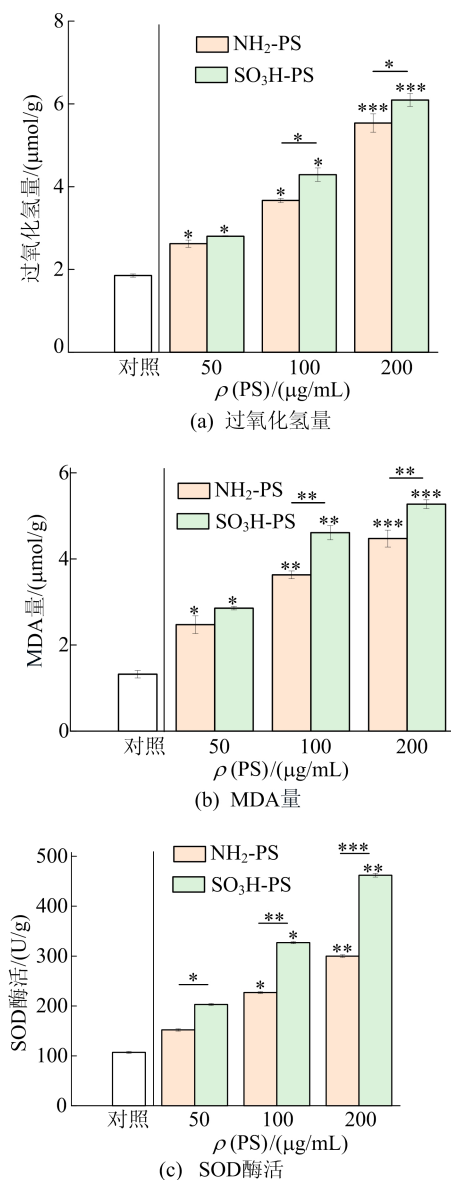 8
NH₂-PS
SO₃H-PS
*
***
***
6
*
*
*
4
*
*
2
0
过氧化氢量/(μmol/g)
对照 50 100 200
ρ (PS)/(μg/mL)
(a) 过氧化氢量
6
NH₂-PS
SO₃H-PS
**
***
***
**
**
**
4
*
*
2
0
MDA量/(μmol/g)
对照 50 100 200
ρ (PS)/(μg/mL)
(b) MDA量
500
NH₂-PS
SO₃H-PS
***
**
**
400
**
*
*
300
*
200
100
0
SOD酶活/(U/g)
对照 50 100 200
ρ (PS)/(μg/mL)
(c) SOD酶活